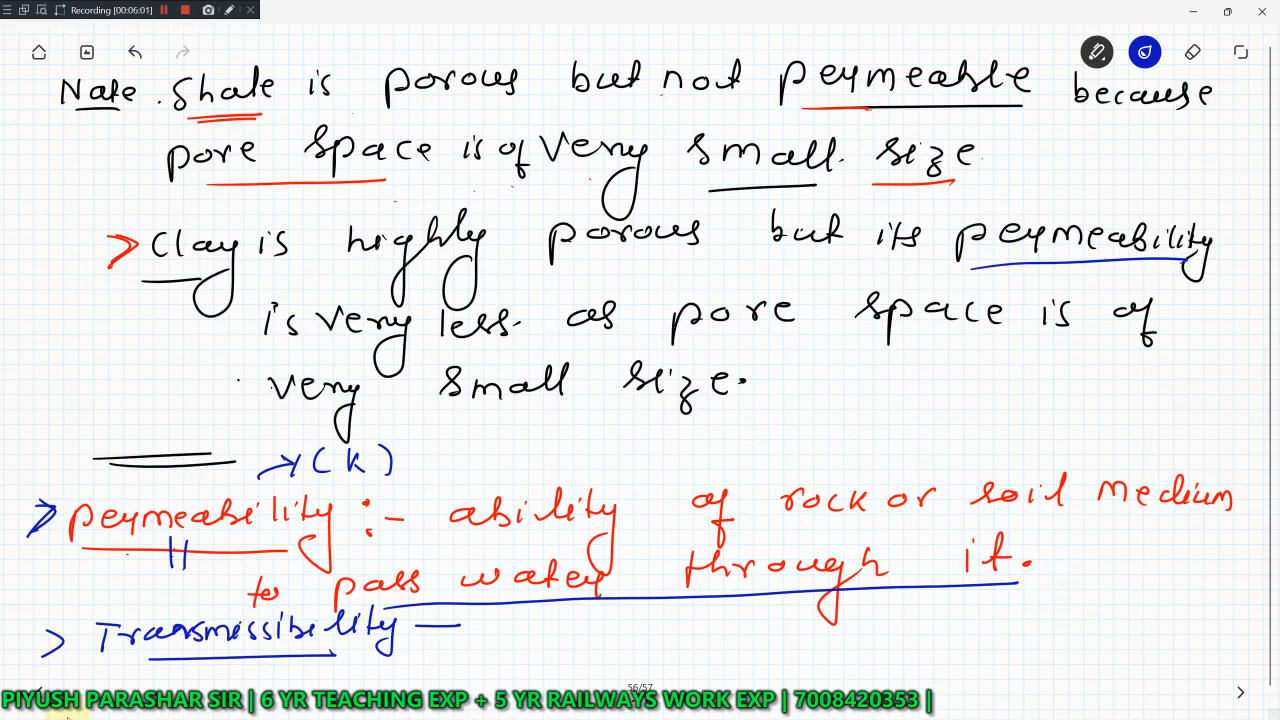 Recording [00:06:01]
Note. Shale is porous but not permeable because
pore space is of very small size
> Clay is highly porous but its permeability
is very less. as pore space is of
very small size.
→ (k)
> permeability :- ability of rock or soil medium
to pass water through it.
> Transmissibility —
56/57
PIYUSH PARASHAR SIR | 6 YR TEACHING EXP + 5 YR RAILWAYS WORK EXP | 7008420353 |